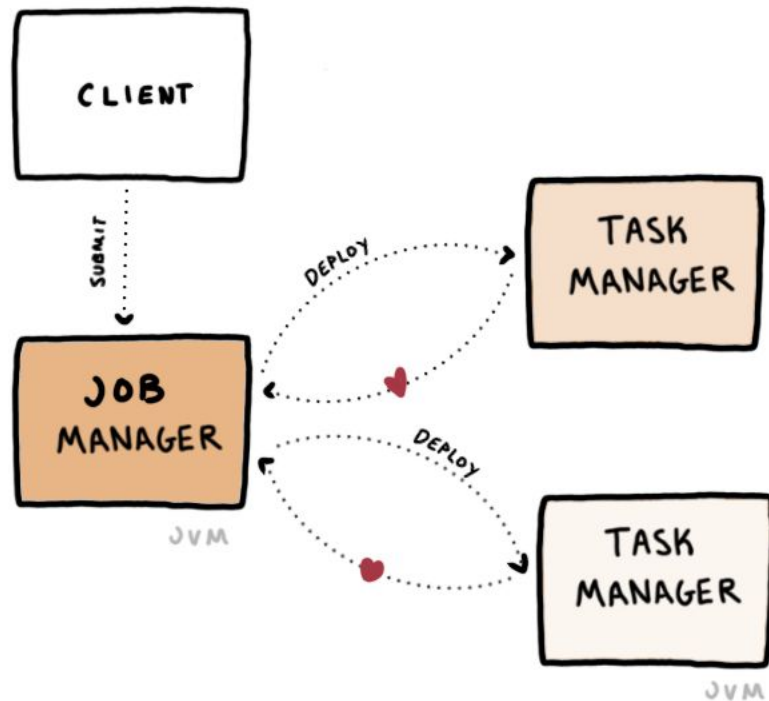 CLIENT
SUBMIT
DEPLOY
TASK
MANAGER
JOB
MANAGER
JVM
DEPLOY
TASK
MANAGER
JVM